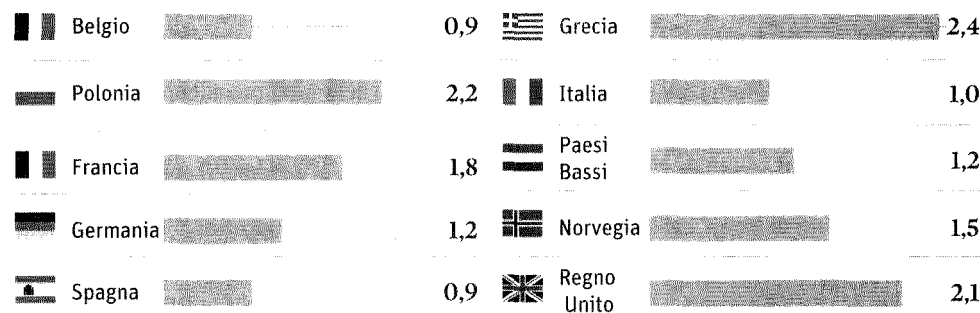 Belgio 0,9
Polonia 2,2
Francia 1,8
Germania 1,2
Spagna 0,9
Grecia 2,4
Italia 1,0
Paesi
Bassi 1,2
Norvegia 1,5
Regno
Unito 2,1